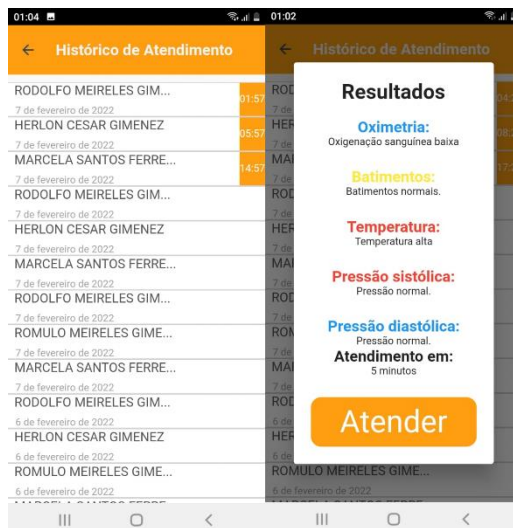 01:04
Histórico de Atendimento
RODOLFO MEIRELES GIM...
7 de fevereiro de 2022
01:57
HERLON CESAR GIMENEZ
7 de fevereiro de 2022
05:57
MARCELA SANTOS FERRE...
7 de fevereiro de 2022
14:57
RODOLFO MEIRELES GIM...
7 de fevereiro de 2022
HERLON CESAR GIMENEZ
7 de fevereiro de 2022
MARCELA SANTOS FERRE...
7 de fevereiro de 2022
RODOLFO MEIRELES GIM...
7 de fevereiro de 2022
ROMULO MEIRELES GIME...
7 de fevereiro de 2022
MARCELA SANTOS FERRE...
7 de fevereiro de 2022
RODOLFO MEIRELES GIM...
6 de fevereiro de 2022
HERLON CESAR GIMENEZ
6 de fevereiro de 2022
ROMULO MEIRELES GIME...
6 de fevereiro de 2022
01:02
Histórico de Atendimento
Resultados
Oximetria:
Oxigenação sanguínea baixa
Batimentos:
Batimentos normais.
Temperatura:
Temperatura alta
Pressão sistólica:
Pressão normal.
Pressão diastólica:
Pressão normal.
Atendimento em:
5 minutos
Atender
ROMULO MEIRELES GIME...
6 de fevereiro de 2022